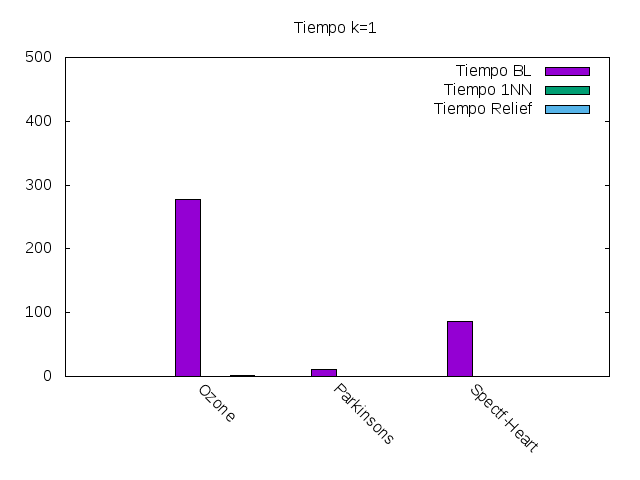 Tiempo k=1
500
400
300
200
100
0
Tiempo BL
Tiempo 1NN
Tiempo Relief
Ozone
Parkinsons
Spectf-Heart